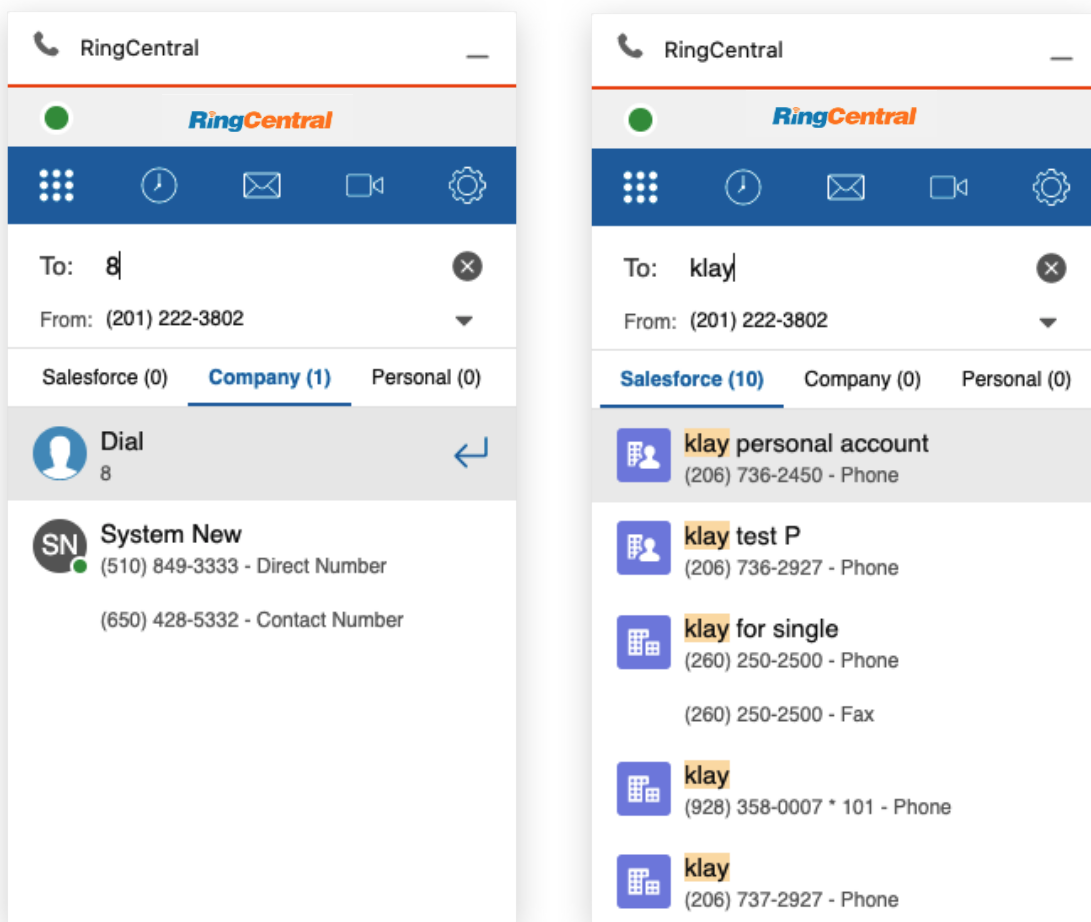 RingCentral
RingCentral
To: 8
From: (201) 222-3802
Salesforce (0) Company (1) Personal (0)
Dial
8
SN
System New
(510) 849-3333 - Direct Number
(650) 428-5332 - Contact Number
RingCentral
RingCentral
To: klay
From: (201) 222-3802
Salesforce (10) Company (0) Personal (0)
klay personal account
(206) 736-2450 - Phone
klay test P
(206) 736-2927 - Phone
klay for single
(260) 250-2500 - Phone
(260) 250-2500 - Fax
klay
(928) 358-0007 * 101 - Phone
klay
(206) 737-2927 - Phone